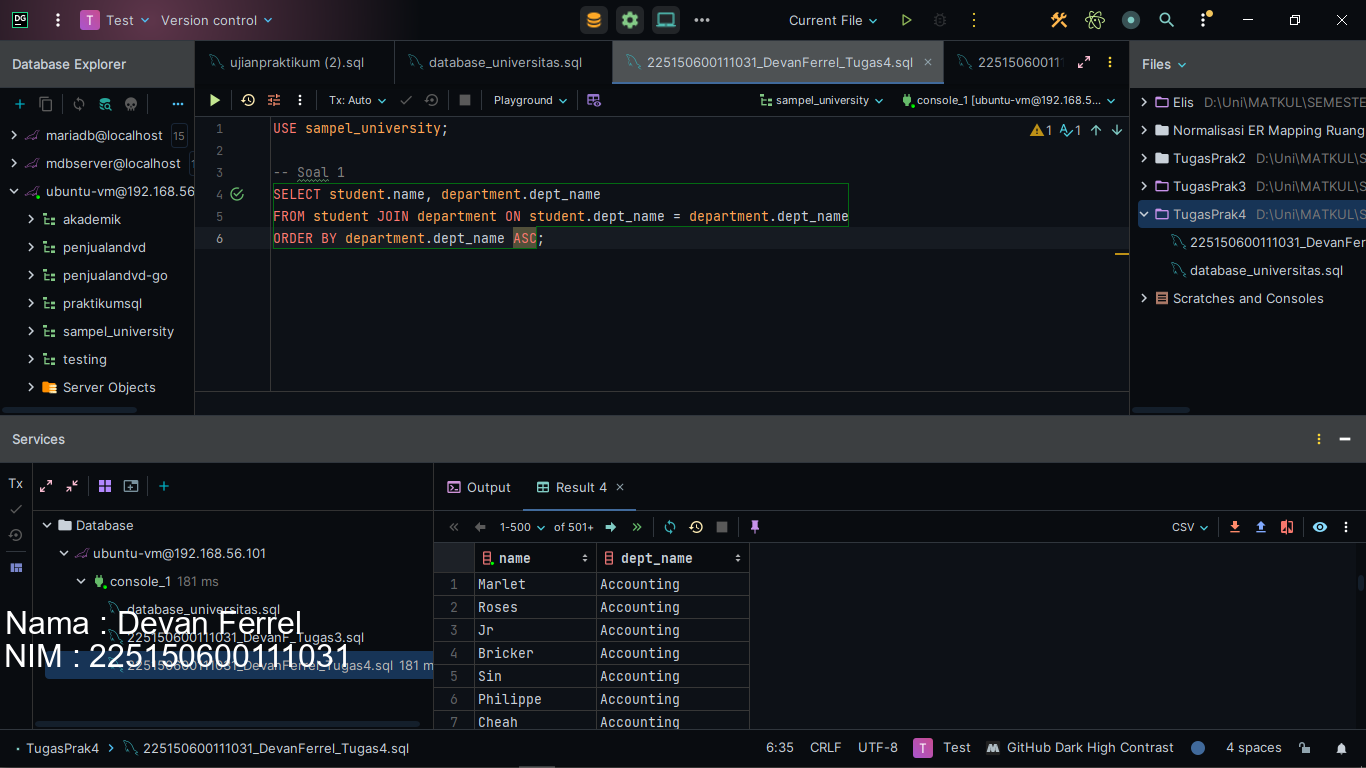 DG
T Test
Version control
Current File
Database Explorer
ujianpraktikum (2).sql
database_universitas.sql
225150600111031_DevanFerrel_Tugas4.sql
Files
Tx: Auto
Playground
sampel_university
console_1 [ubuntu-vm@192.168.5...
mariadb@localhost 15
mdbserver@localhost
ubuntu-vm@192.168.56
akademik
penjualandvd
penjualandvd-go
praktikumsql
sampel_university
testing
Server Objects
1 USE sampel_university;
2
3 -- Soal 1
4 SELECT student.name, department.dept_name
5 FROM student JOIN department ON student.dept_name = department.dept_name
6 ORDER BY department.dept_name ASC;
1 1
Elis D:\Uni\MATKUL\SEMESTE
Normalisasi ER Mapping Ruang
TugasPrak2 D:\Uni\MATKUL\S
TugasPrak3 D:\Uni\MATKUL\S
TugasPrak4 D:\Uni\MATKUL\S
225150600111031_DevanFer
database_universitas.sql
Scratches and Consoles
Services
Tx
Database
ubuntu-vm@192.168.56.101
console_1 181 ms
database_universitas.sql
225150600111031_DevanF_Tugas3.sql
225150600111031_DevanFerrel_Tugas4.sql 181 m
Nama : Devan Ferrel
NIM : 225150600111031
Output
Result 4
1-500 of 501+
CSV
name dept_name
1 Marlet Accounting
2 Roses Accounting
3 Jr Accounting
4 Bricker Accounting
5 Sin Accounting
6 Philippe Accounting
7 Cheah Accounting
TugasPrak4
225150600111031_DevanFerrel_Tugas4.sql
6:35 CRLF UTF-8 T Test GitHub Dark High Contrast 4 spaces